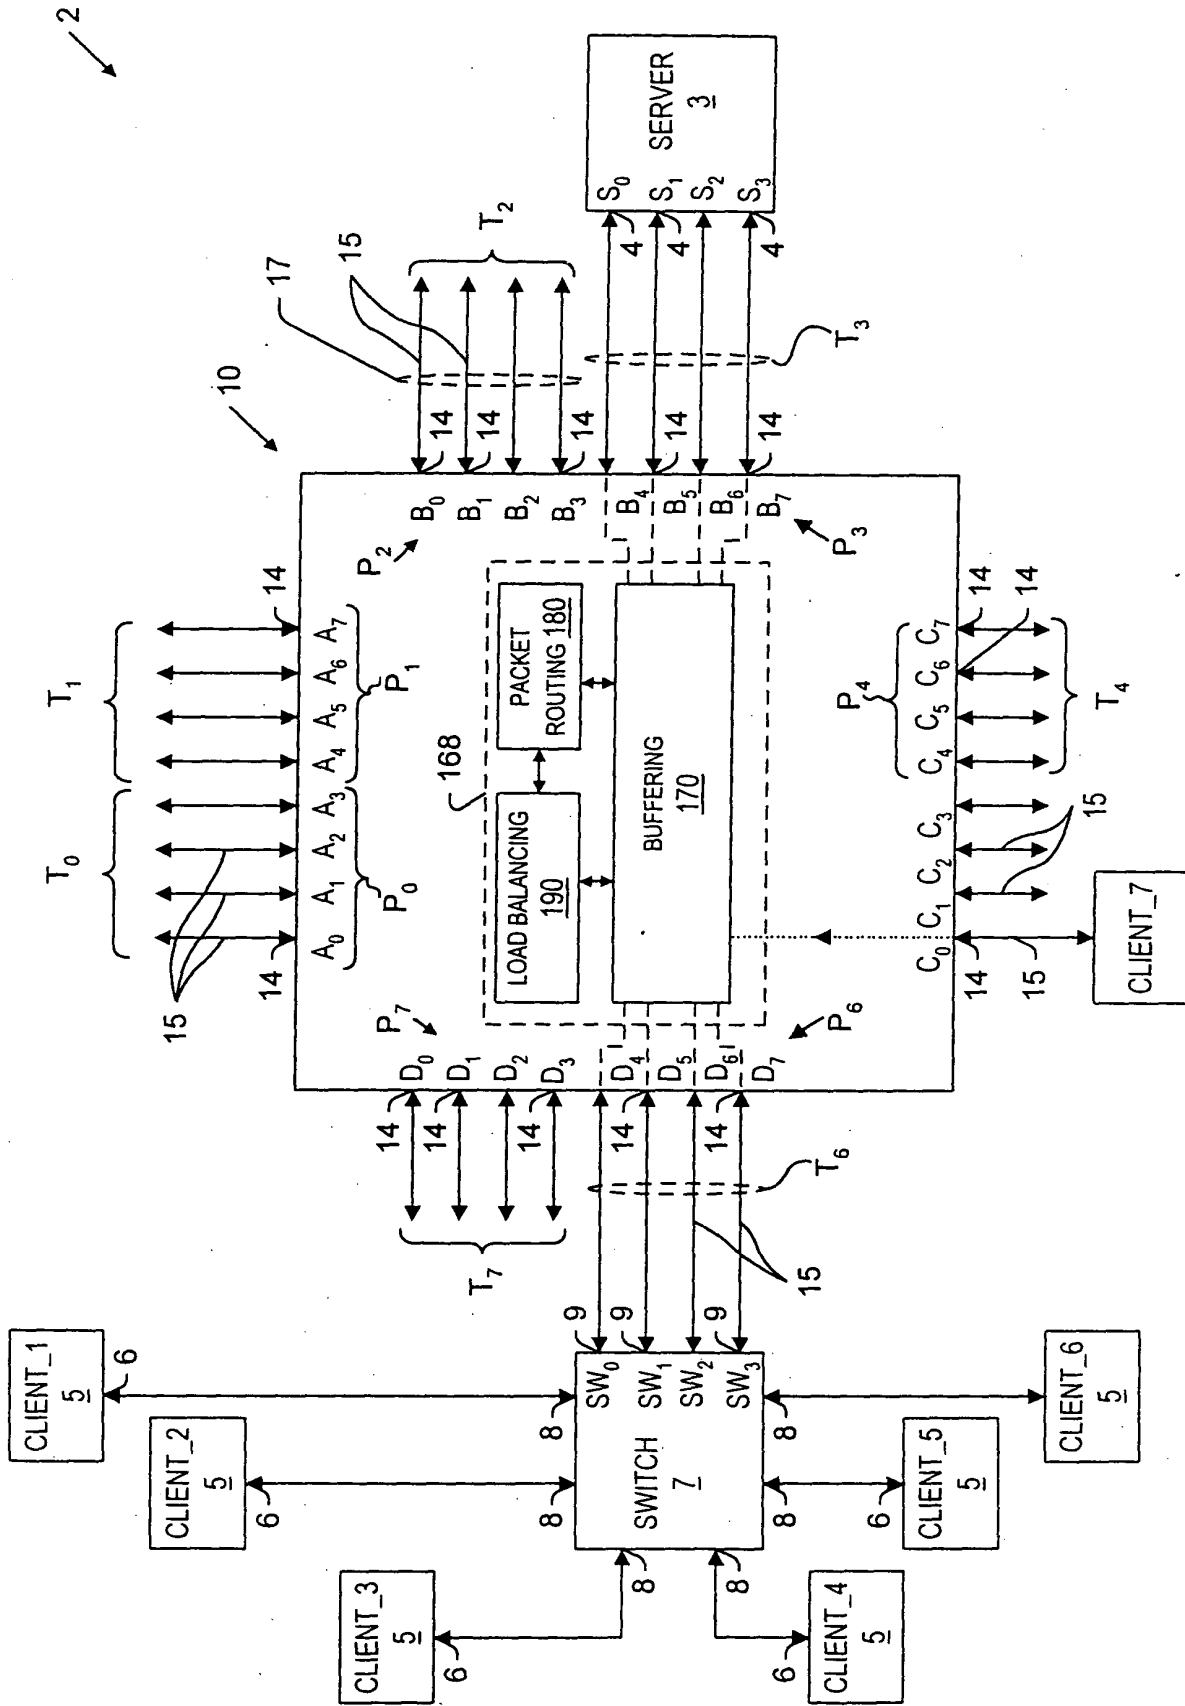 2
T₀
T₁
CLIENT_1
5
6
15
CLIENT_2
5
6
14
14
10
17
A₀ A₁ A₂ A₃ A₄ A₅ A₆ A₇
P₀
P₁
15
T₂
CLIENT_3
5
6
T₇
14
14
14
P₇
D₀
D₁
D₂
D₃
168
LOAD BALANCING
190
PACKET
ROUTING 180
P₂
B₀
B₁
B₂
B₃
14
14
14
8
8
8
SWITCH
7
SW₀
SW₁
SW₂
SW₃
9
9
9
14
14
D₄
D₅
D₆
D₇
BUFFERING
170
B₄
B₅
B₆
B₇
14
14
SERVER
3
S₀
S₁
S₂
S₃
4
4
4
8
8
8
15
T₆
P₆
P₃
T₃
CLIENT_4
5
6
CLIENT_5
5
6
CLIENT_6
5
P₄
C₀ C₁ C₂ C₃ C₄ C₅ C₆ C₇
14
14
14
15
15
T₄
CLIENT_7